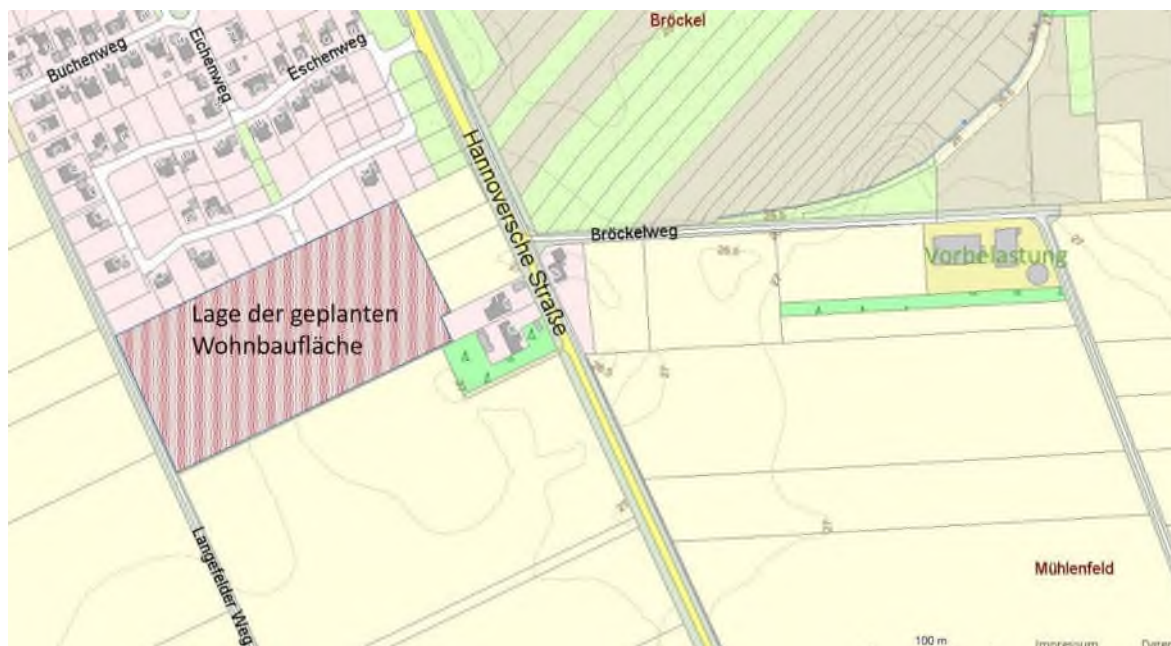 Bröckel
Buchenweg
Eichenweg
Eschenweg
Hannoversche Straße
Bröckelweg
Vorbelastung
Lage der geplanten
Wohnbaufläche
Langefelder Weg
Mühlenfeld
100 m
Impressum